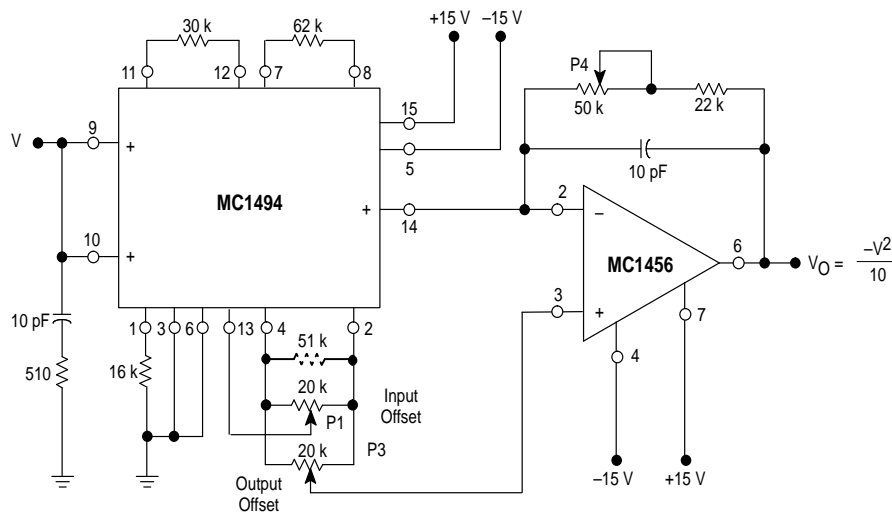 30 k
62 k
+15 V
–15 V
11
12
7
8
P4
50 k
22 k
15
V
9
+
5
10 pF
MC1494
+
14
2
–
10
+
MC1456
6
V_O = –V²/10
3
+
7
10 pF
1
3
6
13
4
2
4
510
16 k
51 k
20 k
Input
Offset
P1
20 k
P3
Output
Offset
–15 V
+15 V